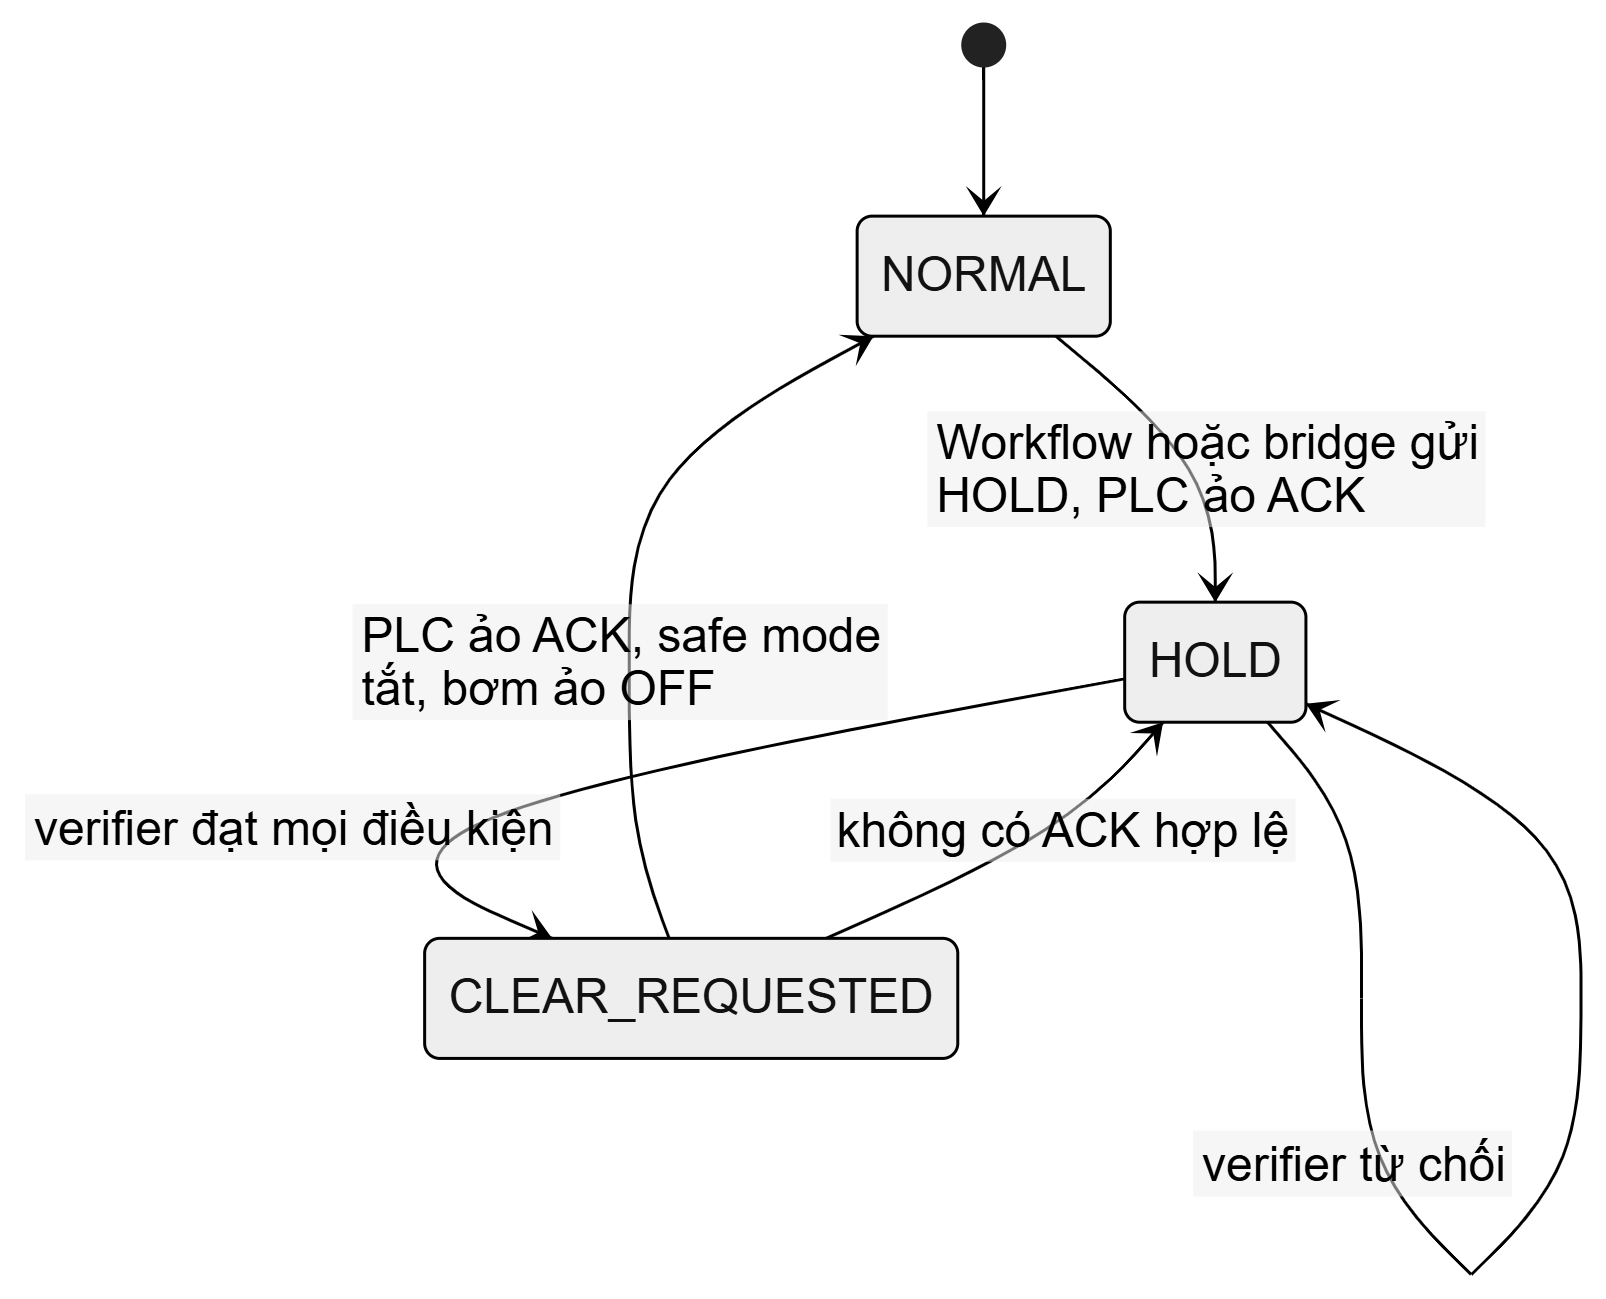 NORMAL
Workflow hoặc bridge gửi
HOLD, PLC ảo ACK
PLC ảo ACK, safe mode
tắt, bơm ảo OFF
HOLD
verifier đạt mọi điều kiện
không có ACK hợp lệ
CLEAR_REQUESTED
verifier từ chối